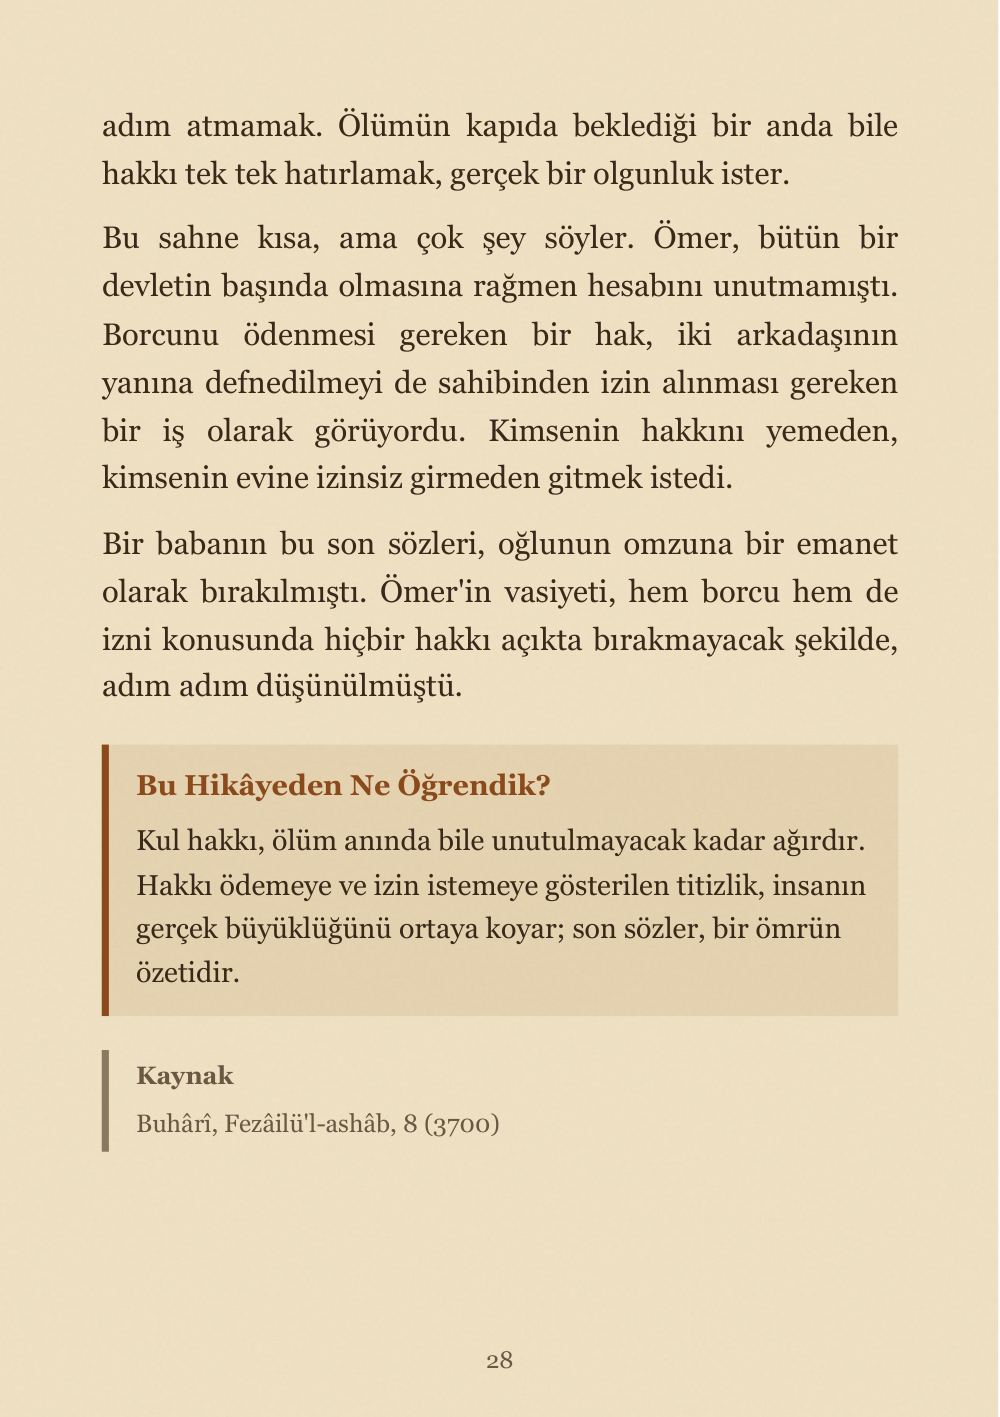 adım atmamak. Ölümün kapıda beklediği bir anda bile
hakkı tek tek hatırlamak, gerçek bir olgunluk ister.
Bu sahne kısa, ama çok şey söyler. Ömer, bütün bir
devletin başında olmasına rağmen hesabını unutmamıştı.
Borcunu ödenmesi gereken bir hak, iki arkadaşının
yanına defnedilmeyi de sahibinden izin alınması gereken
bir iş olarak görüyordu. Kimsenin hakkını yemeden,
kimsenin evine izinsiz girmeden gitmek istedi.
Bir babanın bu son sözleri, oğlunun omzuna bir emanet
olarak bırakılmıştı. Ömer'in vasiyeti, hem borcu hem de
izni konusunda hiçbir hakkı açıkta bırakmayacak şekilde,
adım adım düşünülmüştü.
Bu Hikâyeden Ne Öğrendik?
Kul hakkı, ölüm anında bile unutulmayacak kadar ağırdır.
Hakkı ödemeye ve izin istemeye gösterilen titizlik, insanın
gerçek büyüklüğünü ortaya koyar; son sözler, bir ömrün
özetidir.
Kaynak
Buhârî, Fezâilü'l-ashâb, 8 (3700)
28